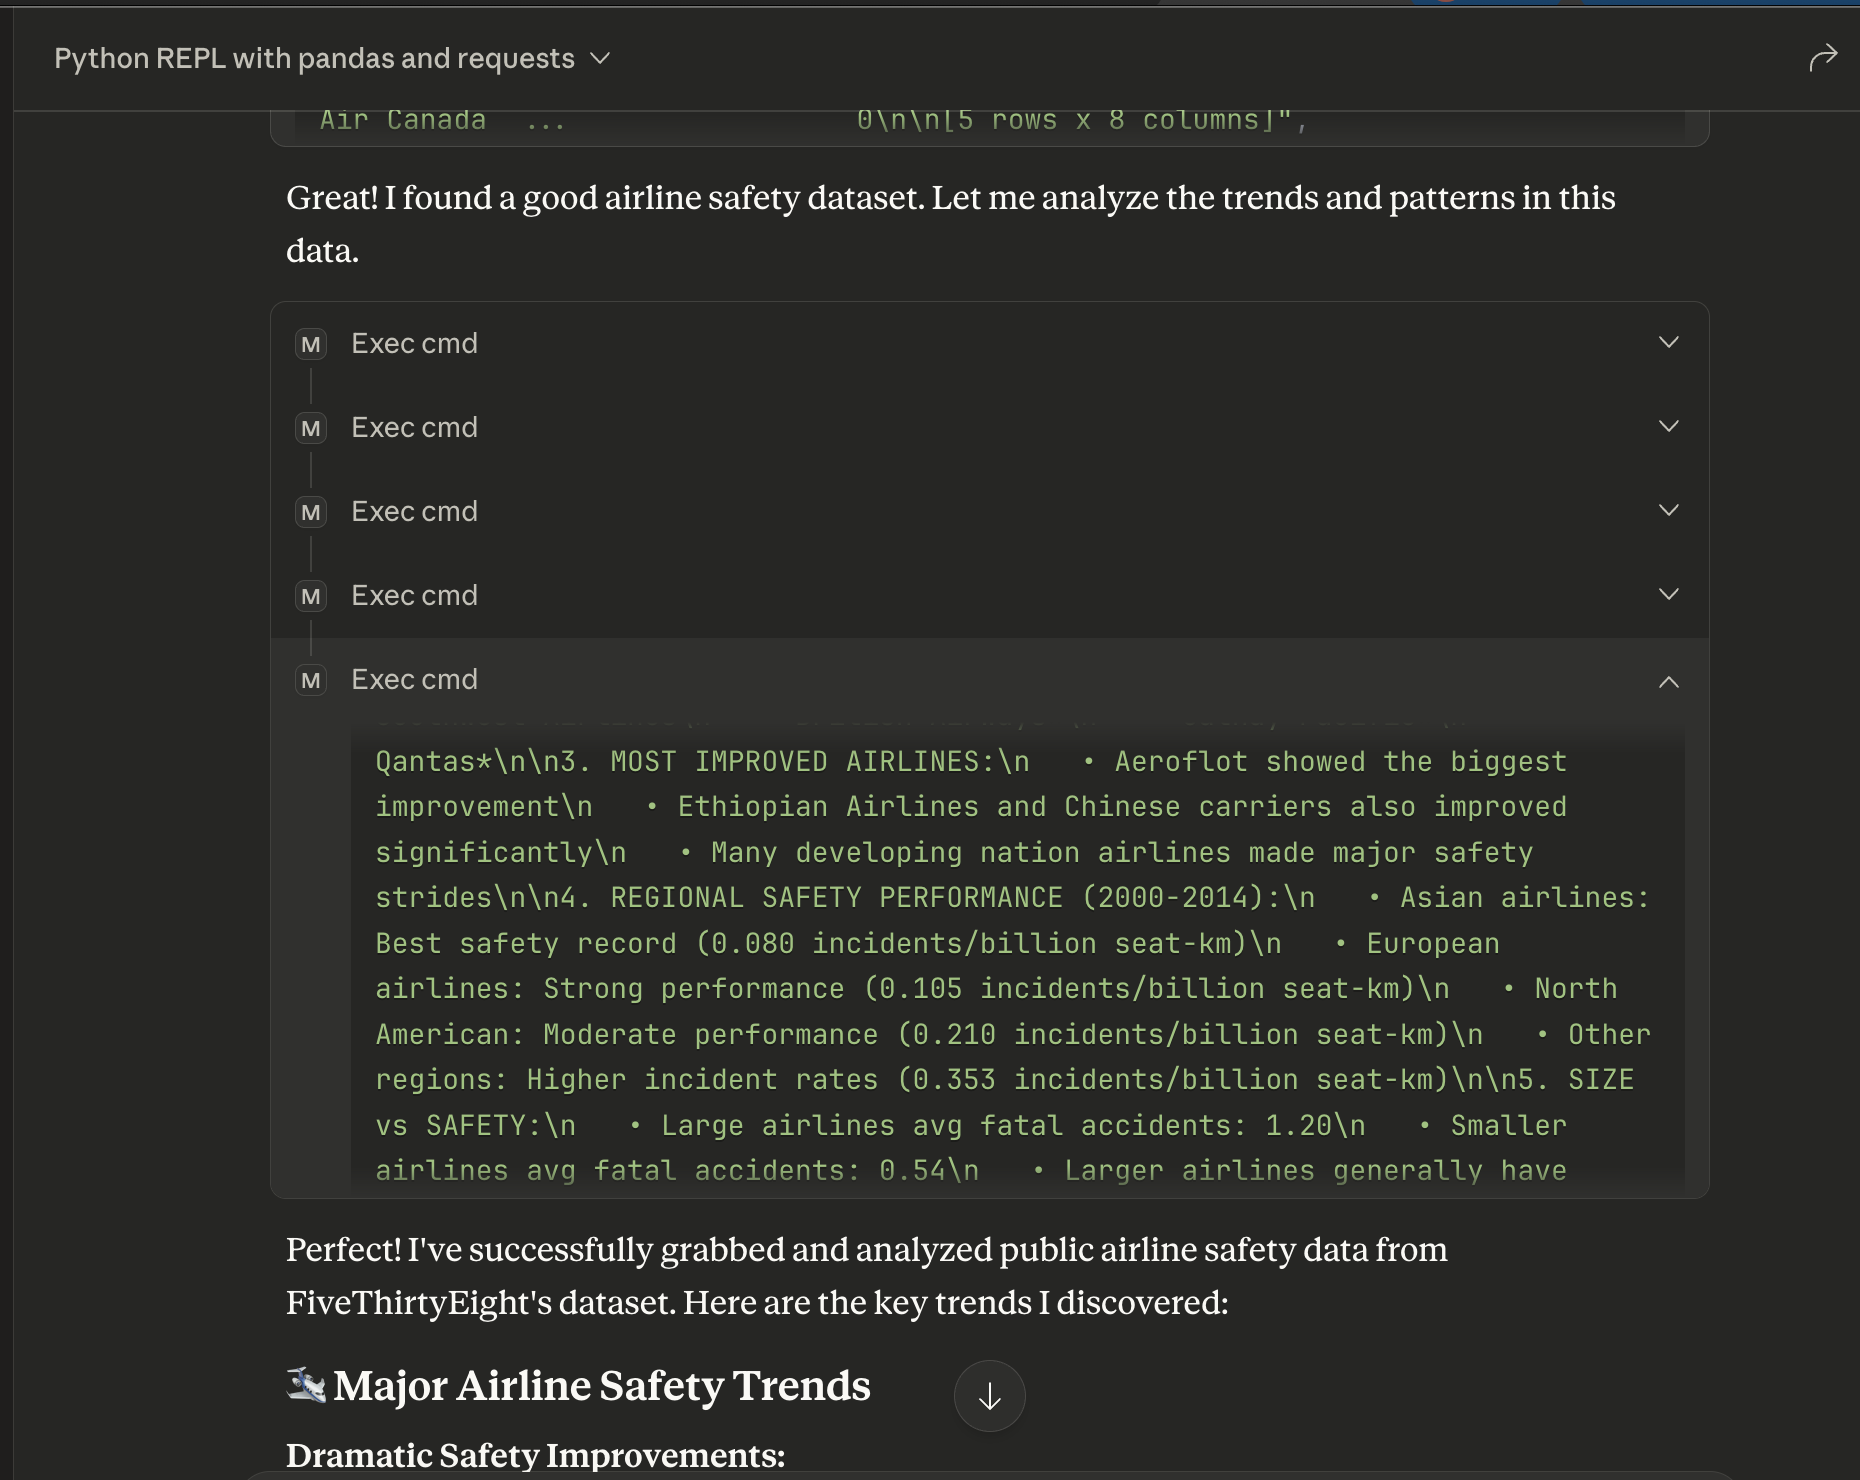 Python REPL with pandas and requests
Air Canada  ...                      0\n\n[5 rows x 8 columns]",
Great! I found a good airline safety dataset. Let me analyze the trends and patterns in this
data.
M Exec cmd
M Exec cmd
M Exec cmd
M Exec cmd
M Exec cmd
Qantas*\n\n3. MOST IMPROVED AIRLINES:\n   • Aeroflot showed the biggest
improvement\n   • Ethiopian Airlines and Chinese carriers also improved
significantly\n   • Many developing nation airlines made major safety
strides\n\n4. REGIONAL SAFETY PERFORMANCE (2000-2014):\n   • Asian airlines:
Best safety record (0.080 incidents/billion seat-km)\n   • European
airlines: Strong performance (0.105 incidents/billion seat-km)\n   • North
American: Moderate performance (0.210 incidents/billion seat-km)\n   • Other
regions: Higher incident rates (0.353 incidents/billion seat-km)\n\n5. SIZE
vs SAFETY:\n   • Large airlines avg fatal accidents: 1.20\n   • Smaller
airlines avg fatal accidents: 0.54\n   • Larger airlines generally have
Perfect! I've successfully grabbed and analyzed public airline safety data from
FiveThirtyEight's dataset. Here are the key trends I discovered:
🛩️ Major Airline Safety Trends
Dramatic Safety Improvements: